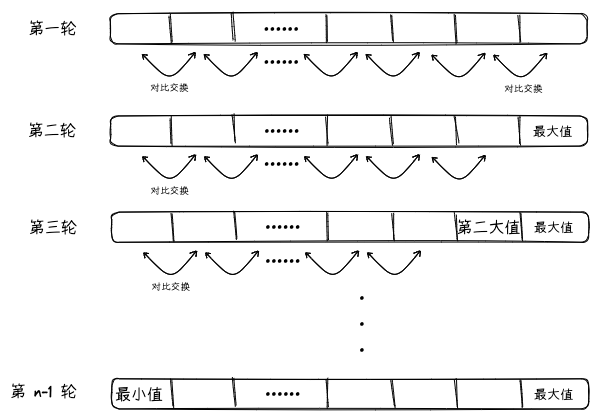 第一轮
......
......
对比交换 对比交换
第二轮 ...... 最大值
......
对比交换
第三轮 ...... 第二大值 最大值
......
对比交换
第 n-1 轮 最小值 ...... 最大值